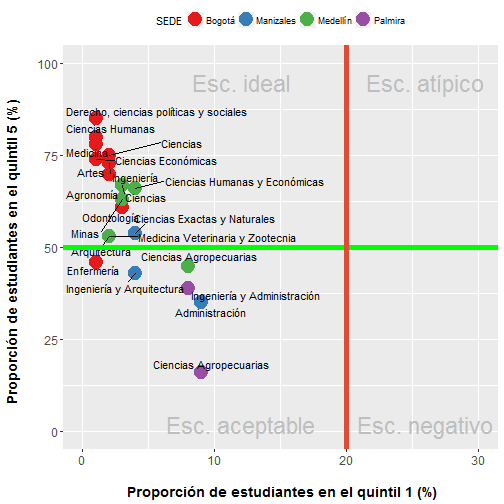 SEDE Bogotá Manizales Medellín Palmira
Proporción de estudiantes en el quintil 5 (%)
100
75
50
25
0
Esc. ideal
Esc. atípico
Derecho, ciencias políticas y sociales
Ciencias Humanas
Ciencias
Medicina
Ciencias Económicas
Artes
Ingeniería
Ciencias Humanas y Económicas
Agronomía
Ciencias
Odontología
Ciencias Exactas y Naturales
Minas
Medicina Veterinaria y Zootecnia
Arquitectura
Ciencias Agropecuarias
Enfermería
Ingeniería y Arquitectura
Ingeniería y Administración
Administración
Ciencias Agropecuarias
Esc. aceptable
Esc. negativo
0
10
20
30
Proporción de estudiantes en el quintil 1 (%)